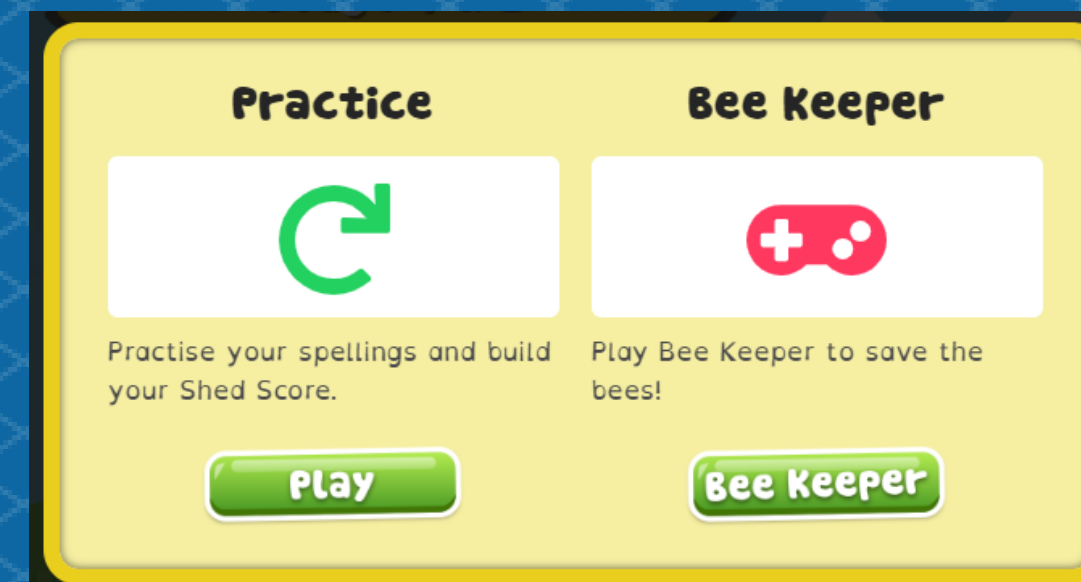 Practice
Practise your spellings and build
your Shed Score.
Play
Bee Keeper
Play Bee Keeper to save the
bees!
Bee Keeper